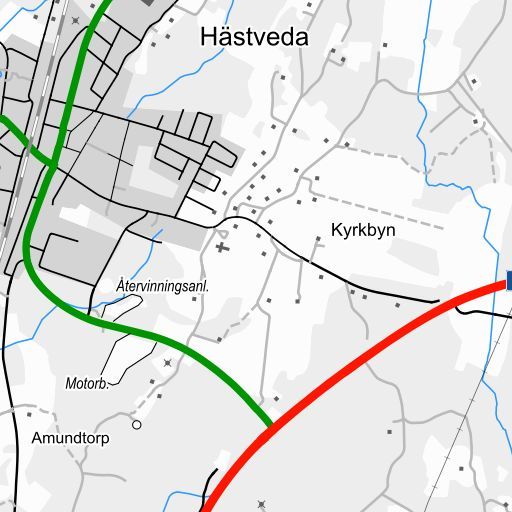 Hästveda
Kyrkbyn
Återvinningsanl.
Motorb.
Amundtorp